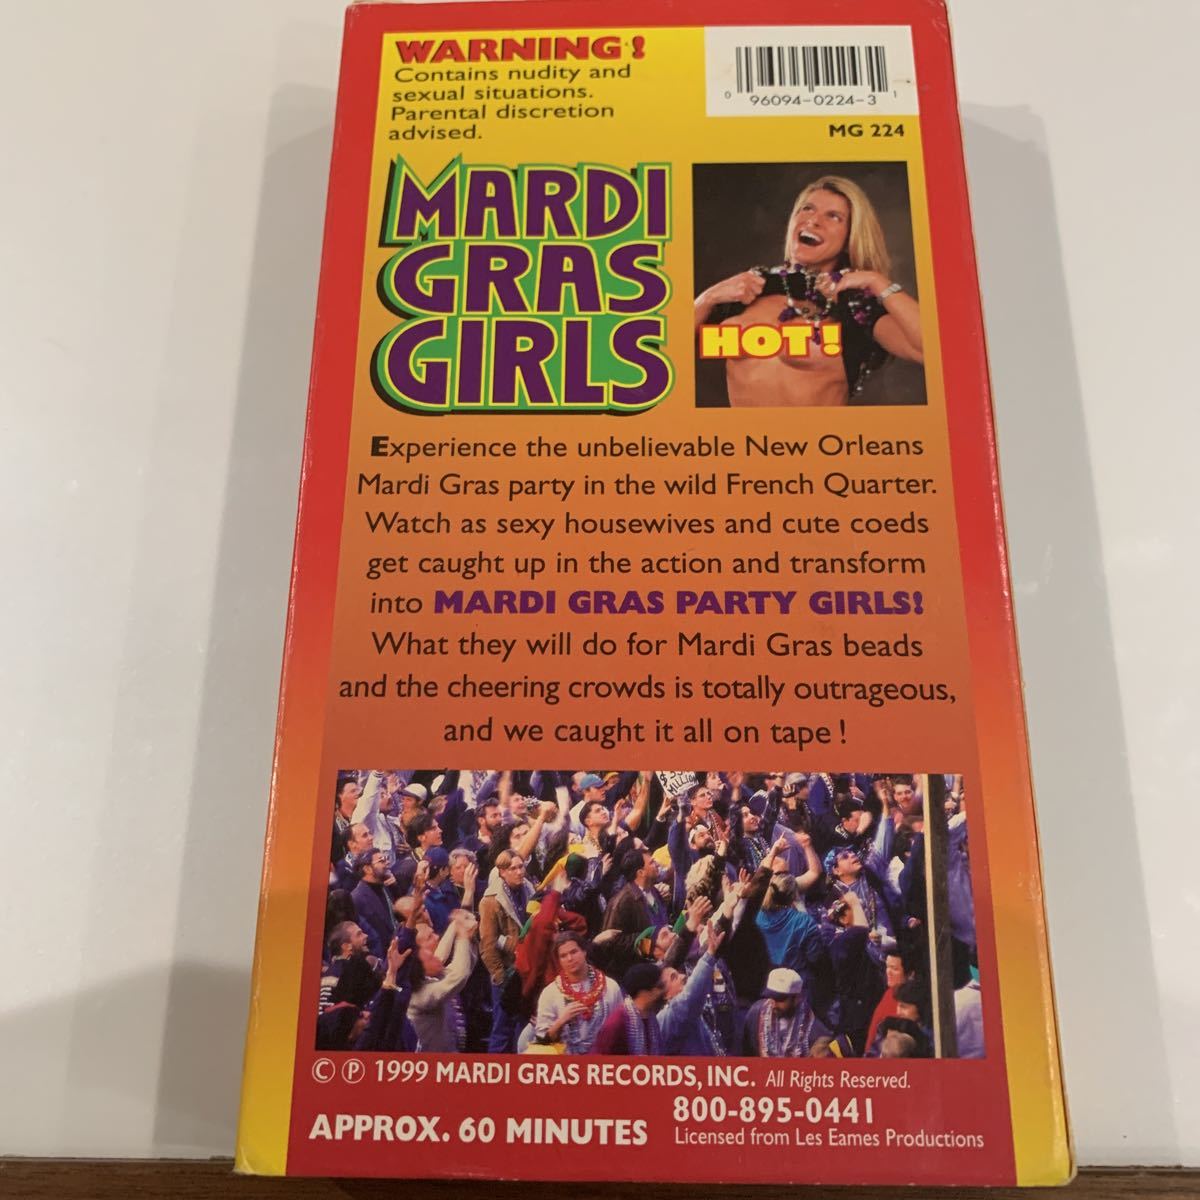 WARNING!
Contains nudity and
sexual situations.
Parental discretion
advised.
0 96094-0224-3 1
MG 224
MARDI
GRAS
GIRLS
HOT!
Experience the unbelievable New Orleans
Mardi Gras party in the wild French Quarter.
Watch as sexy housewives and cute coeds
get caught up in the action and transform
into MARDI GRAS PARTY GIRLS!
What they will do for Mardi Gras beads
and the cheering crowds is totally outrageous,
and we caught it all on tape!
MILLION
© ℗ 1999 MARDI GRAS RECORDS, INC. All Rights Reserved.
800-895-0441
APPROX. 60 MINUTES
Licensed from Les Eames Productions